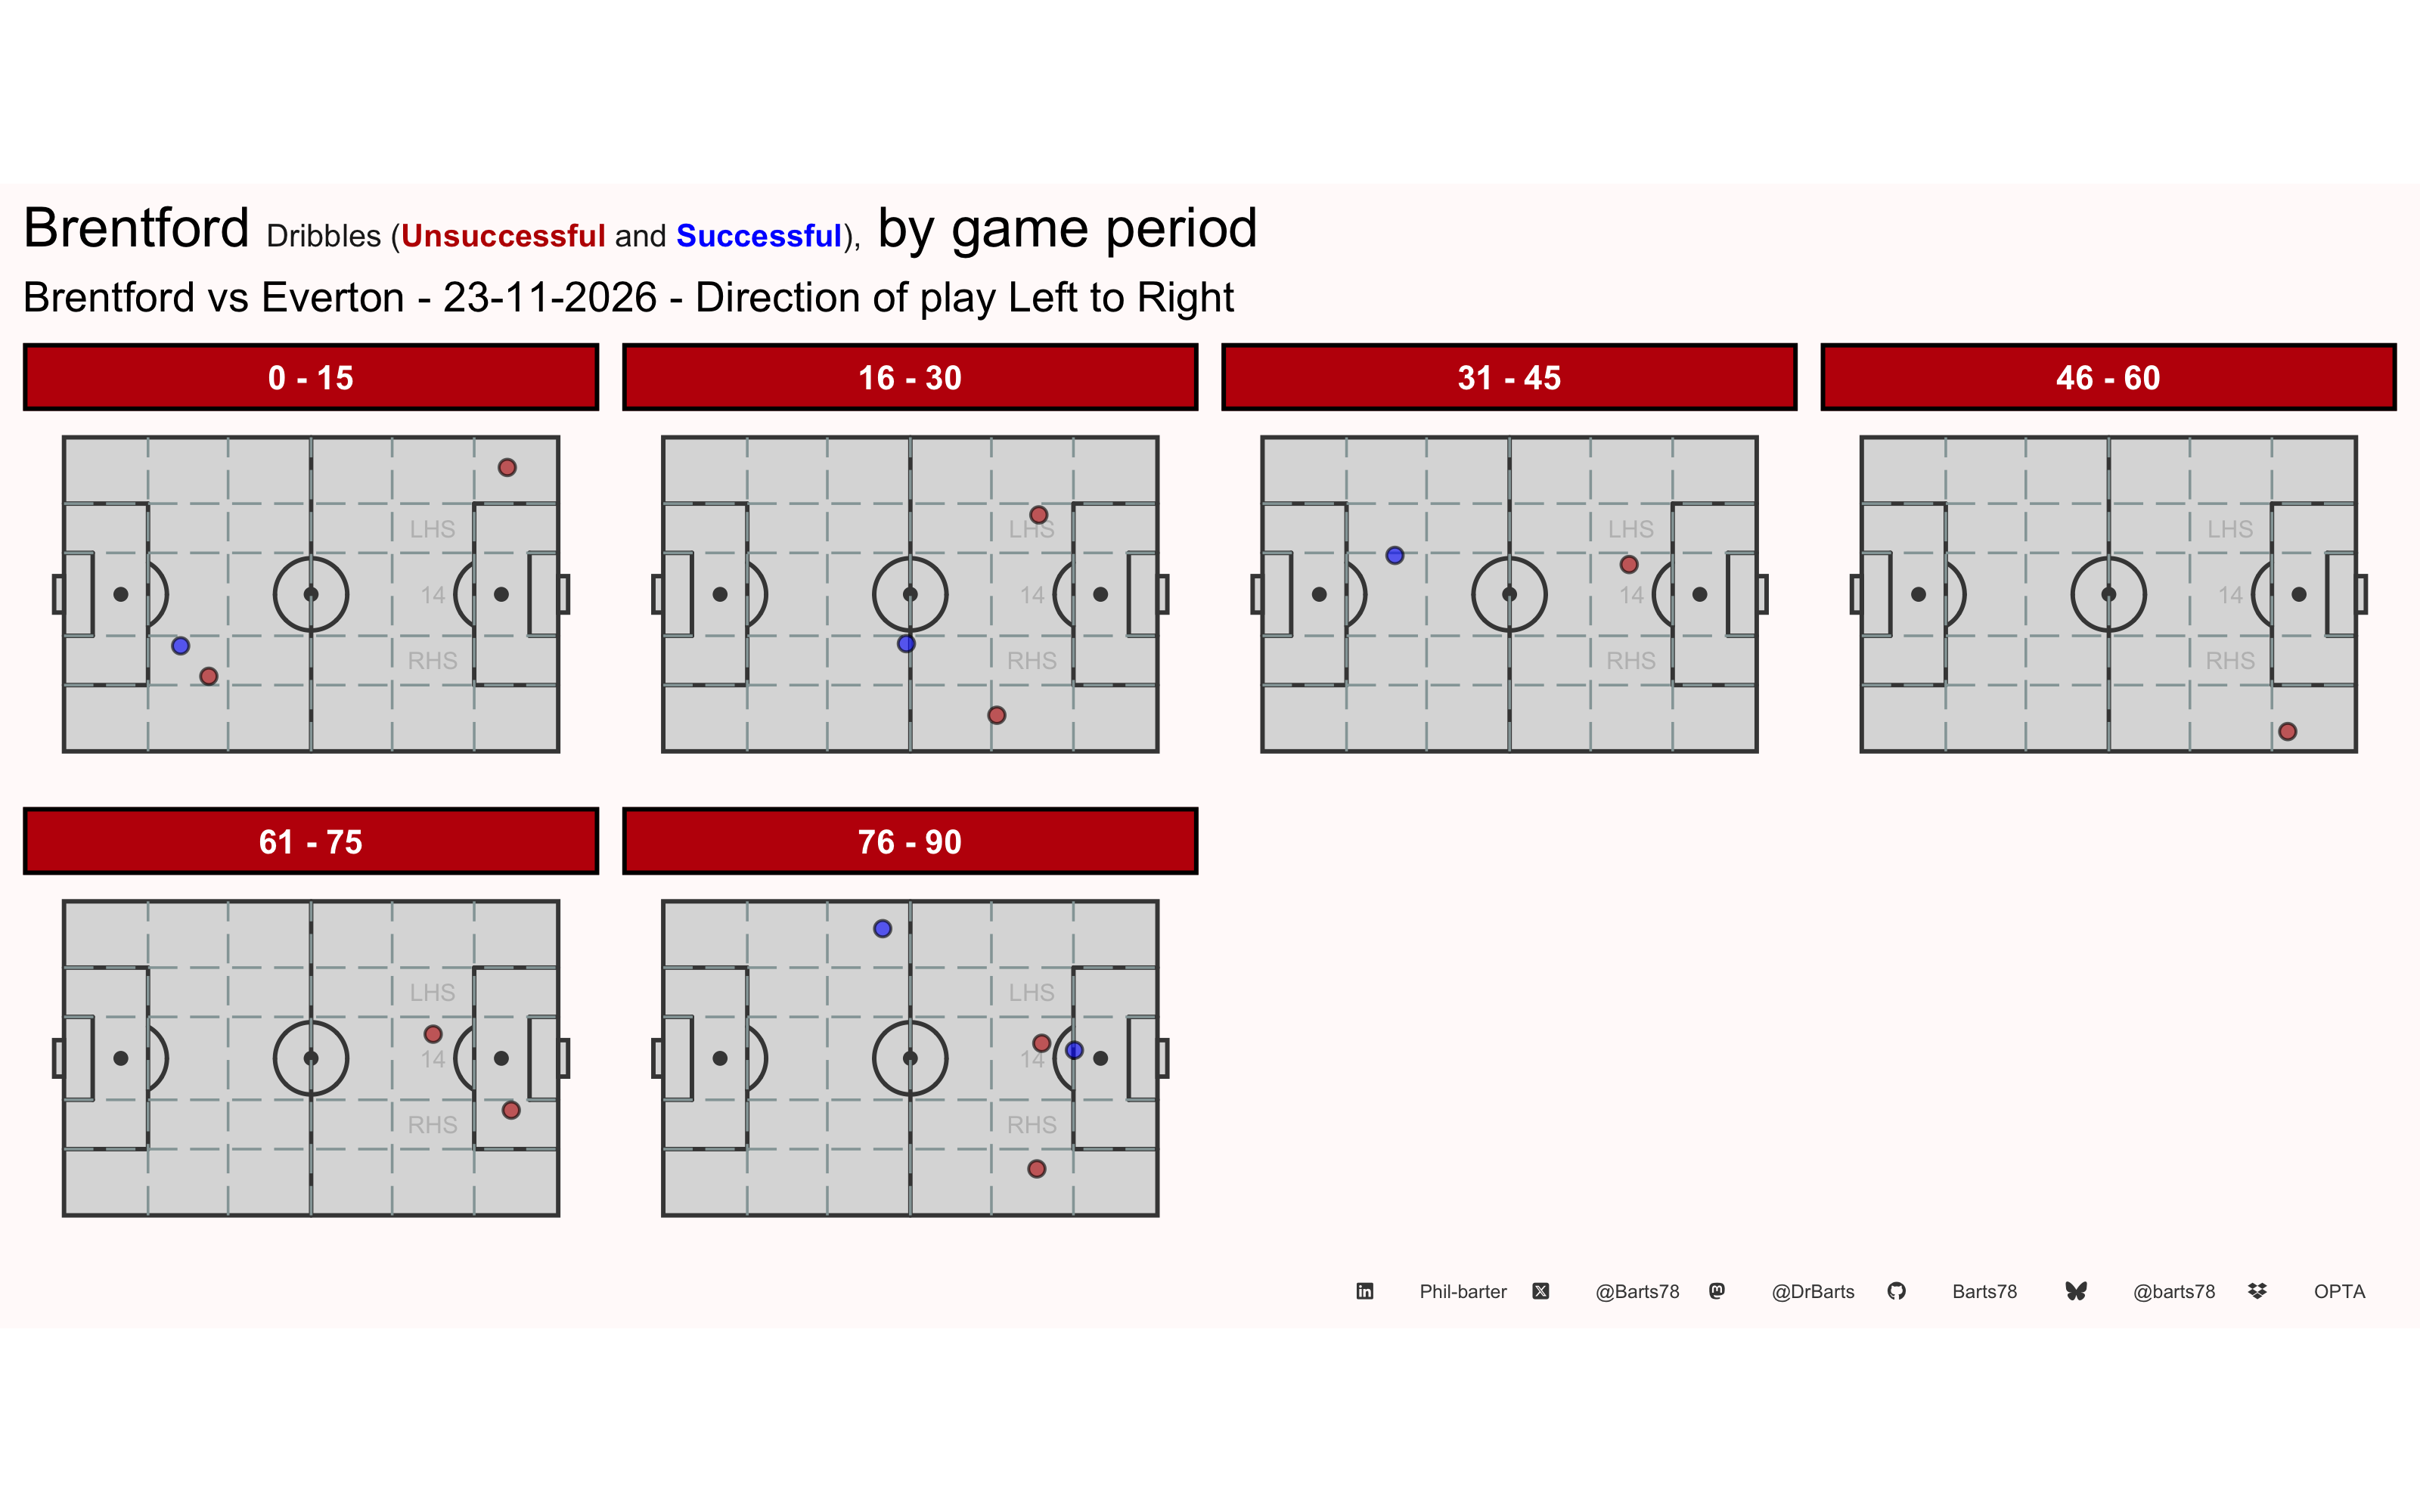 Brentford Dribbles (Unsuccessful and Successful), by game period
Brentford vs Everton - 23-11-2026 - Direction of play Left to Right
0 - 15
16 - 30
31 - 45
46 - 60
LHS
LHS
LHS
LHS
14
14
14
14
RHS
RHS
RHS
RHS
61 - 75
76 - 90
LHS
LHS
14
14
RHS
RHS
Phil-barter @Barts78 @DrBarts Barts78 @barts78 OPTA